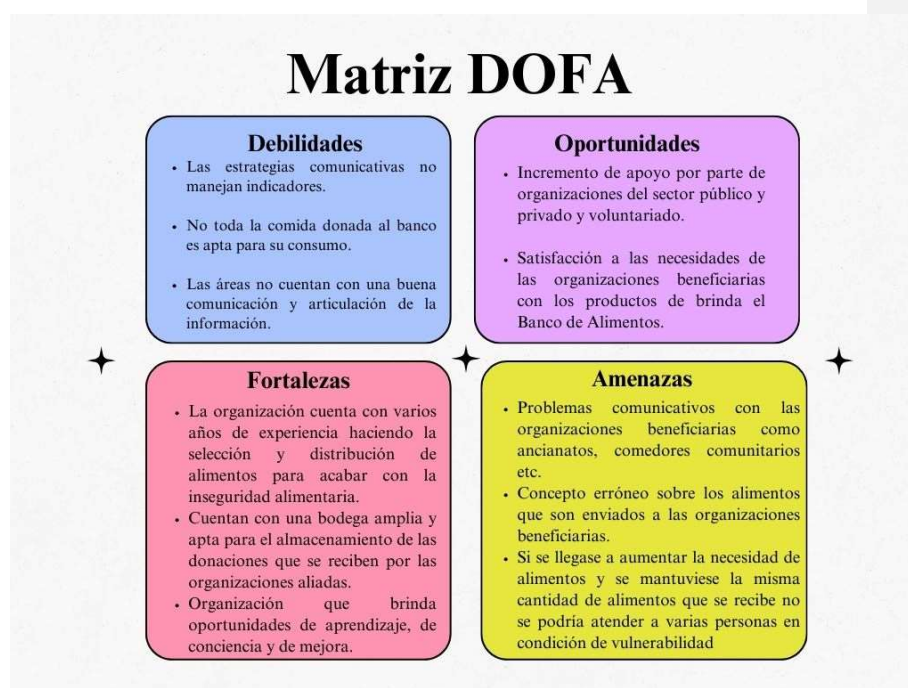 Matriz DOFA
Debilidades
• Las estrategias comunicativas no
manejan indicadores.
• No toda la comida donada al banco
es apta para su consumo.
• Las áreas no cuentan con una buena
comunicación y articulación de la
información.
Oportunidades
• Incremento de apoyo por parte de
organizaciones del sector público y
privado y voluntariado.
• Satisfacción a las necesidades de
las organizaciones beneficiarias
con los productos de brinda el
Banco de Alimentos.
Fortalezas
• La organización cuenta con varios
años de experiencia haciendo la
selección y distribución de
alimentos para acabar con la
inseguridad alimentaria.
• Cuentan con una bodega amplia y
apta para el almacenamiento de las
donaciones que se reciben por las
organizaciones aliadas.
• Organización que brinda
oportunidades de aprendizaje, de
conciencia y de mejora.
Amenazas
• Problemas comunicativos con las
organizaciones beneficiarias como
ancianatos, comedores comunitarios
etc.
• Concepto erróneo sobre los alimentos
que son enviados a las organizaciones
beneficiarias.
• Si se llegase a aumentar la necesidad de
alimentos y se mantuviese la misma
cantidad de alimentos que se recibe no
se podría atender a varias personas en
condición de vulnerabilidad